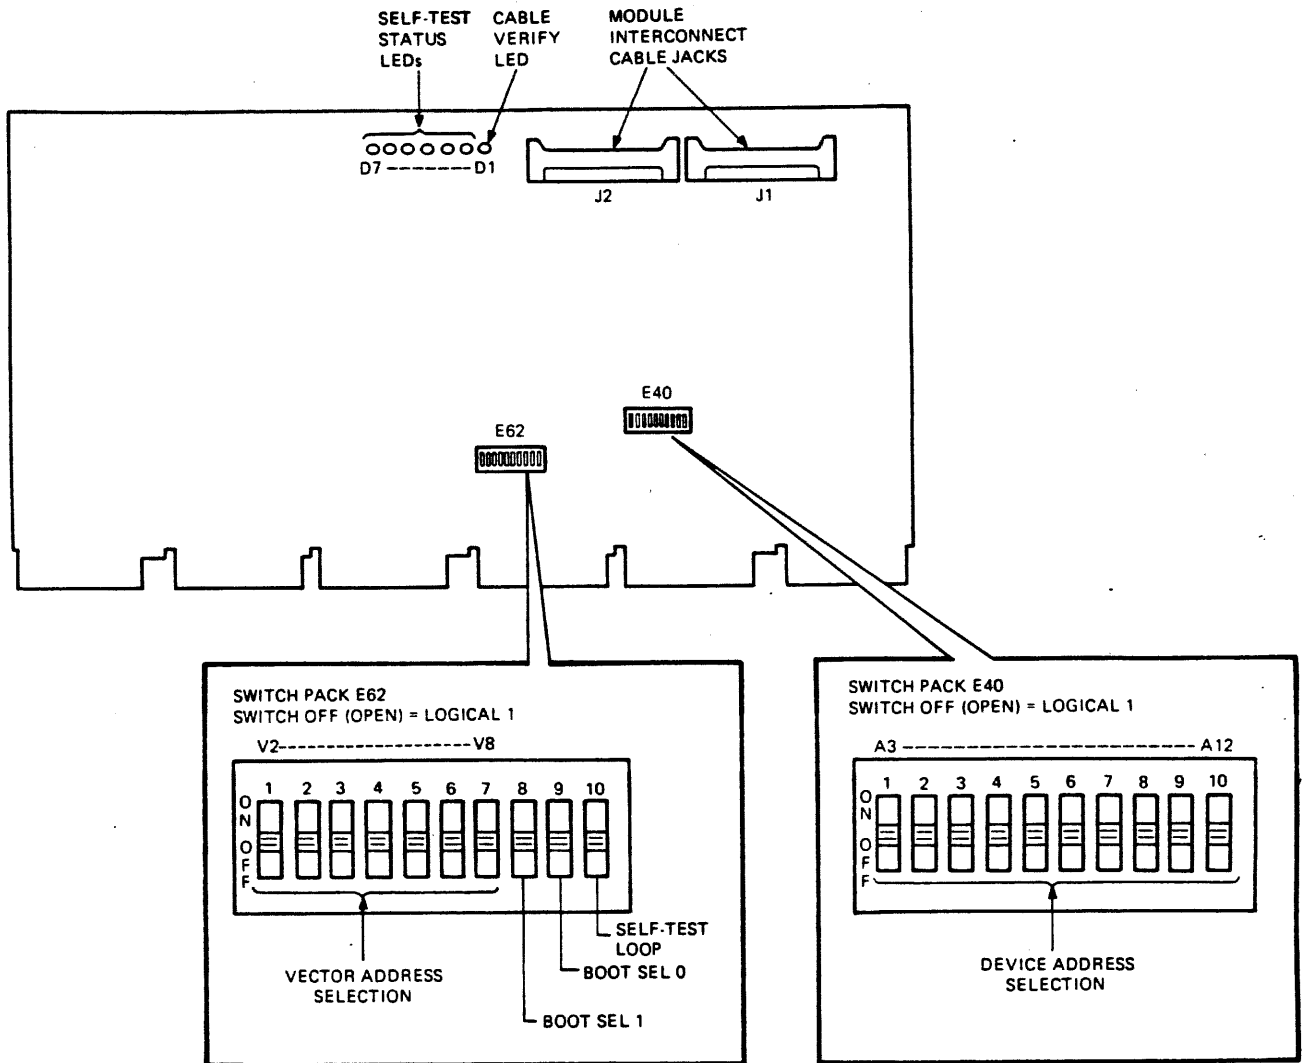 SELF-TEST STATUS LEDs
CABLE VERIFY LED
MODULE INTERCONNECT CABLE JACKS
D7 ------- D1
J2
J1
E40
E62
SWITCH PACK E62
SWITCH OFF (OPEN) = LOGICAL 1
V2---------------------V8
1 2 3 4 5 6 7 8 9 10
ON OFF
SELF-TEST LOOP
BOOT SEL 0
BOOT SEL 1
VECTOR ADDRESS SELECTION
SWITCH PACK E40
SWITCH OFF (OPEN) = LOGICAL 1
A3 ------------------------------- A12
1 2 3 4 5 6 7 8 9 10
ON OFF
DEVICE ADDRESS SELECTION